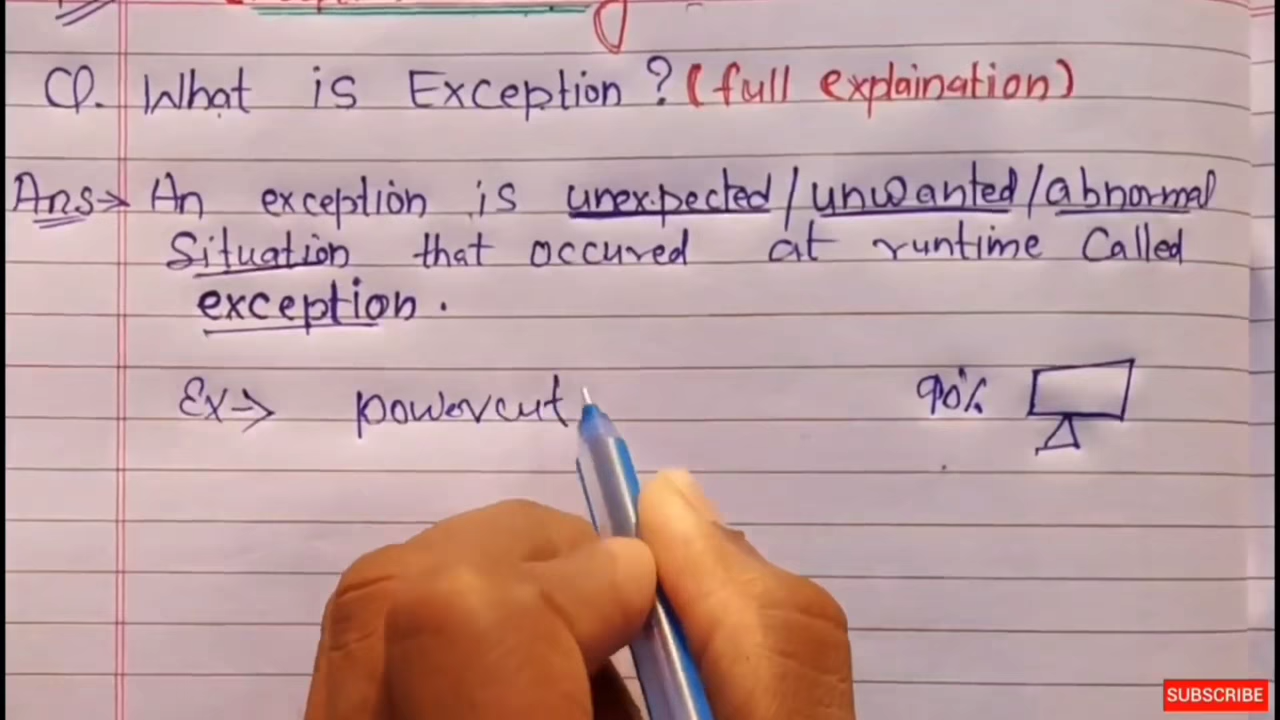 Q. What is Exception? (full explaination)
Ans→ An exception is unexpected/unwanted/abnormal
Situation that occured at runtime Called
exception.
Ex→ powercut 90%
SUBSCRIBE